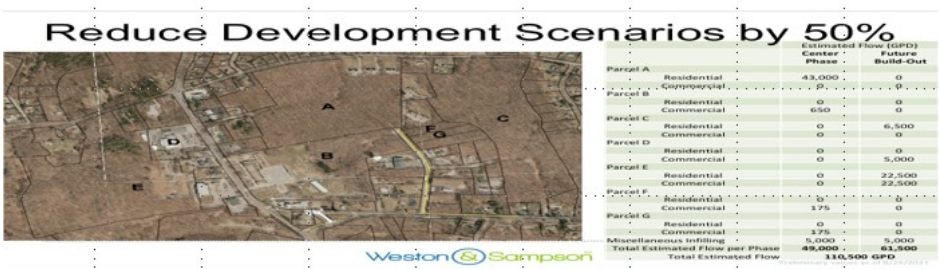 Reduce Development Scenarios by 50%
Estimated Flow (GPD)
Center Phase Future Build-Out
Parcel A
Residential 43,000 0
Commercial 0 0
Parcel B
Residential 0 0
Commercial 650 0
Parcel C
Residential 0 6,500
Commercial 0 0
Parcel D
Residential 0 0
Commercial 0 5,000
Parcel E
Residential 0 22,500
Commercial 0 22,500
Parcel F
Residential 0 0
Commercial 175 0
Parcel G
Residential 0 0
Commercial 175 0
Miscellaneous Infilling 5,000 5,000
Total Estimated Flow per Phase 49,000 61,500
Total Estimated Flow 110,500 GPD
A
F
G
C
D
B
E
Weston & Sampson
Preliminary values as of